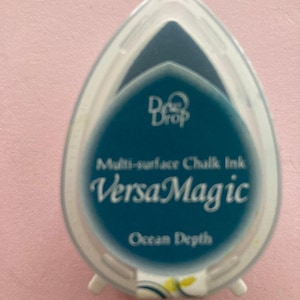 Dew
Drop
Multi-surface Chalk Ink
VersaMagic
Ocean Depth